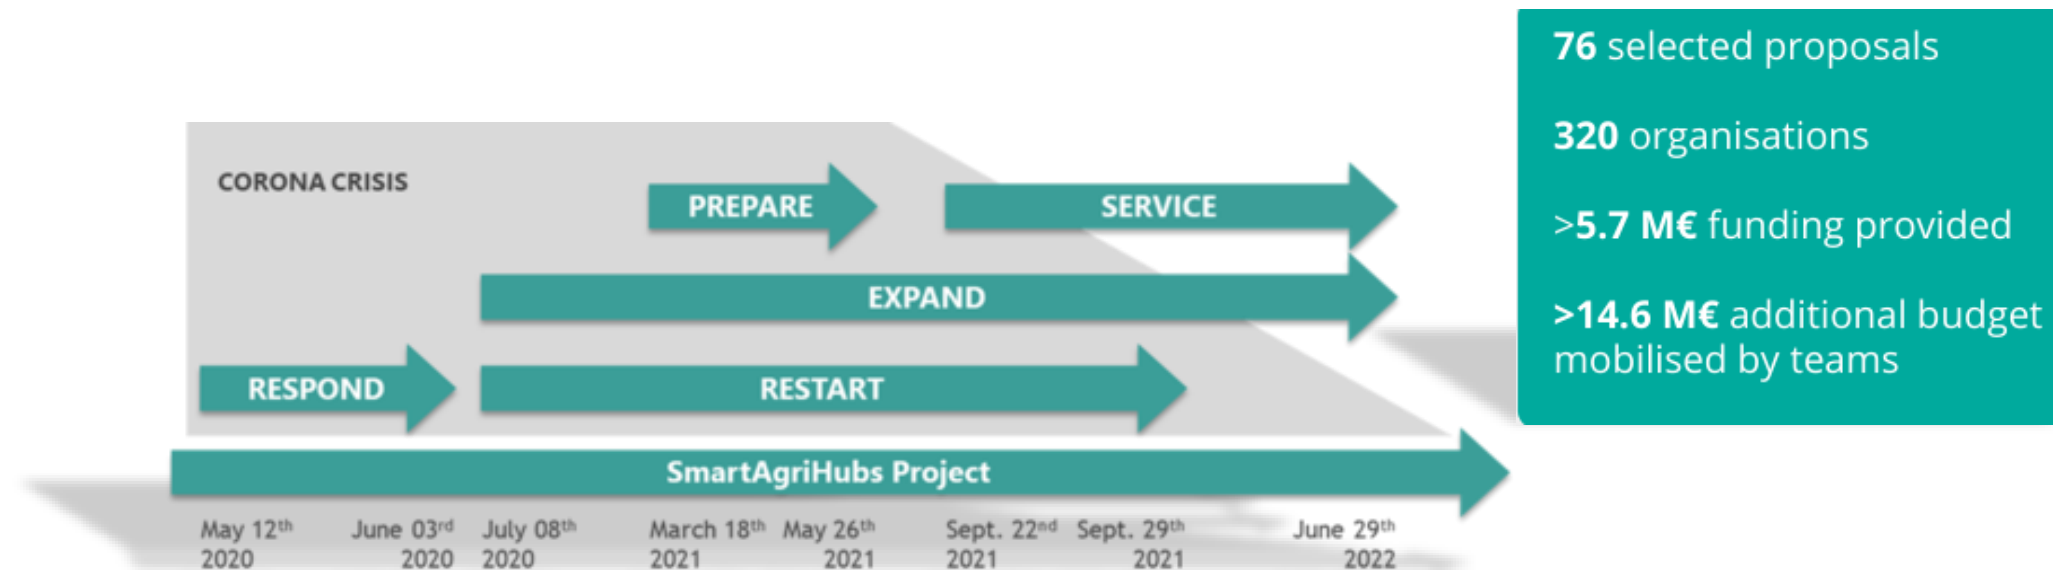 CORONA CRISIS
PREPARE
SERVICE
EXPAND
RESPOND
RESTART
SmartAgriHubs Project
May 12th
2020
June 03rd
2020
July 08th
2020
March 18th
2021
May 26th
2021
Sept. 22nd
2021
Sept. 29th
2021
June 29th
2022
76 selected proposals
320 organisations
>5.7 M€ funding provided
>14.6 M€ additional budget
mobilised by teams